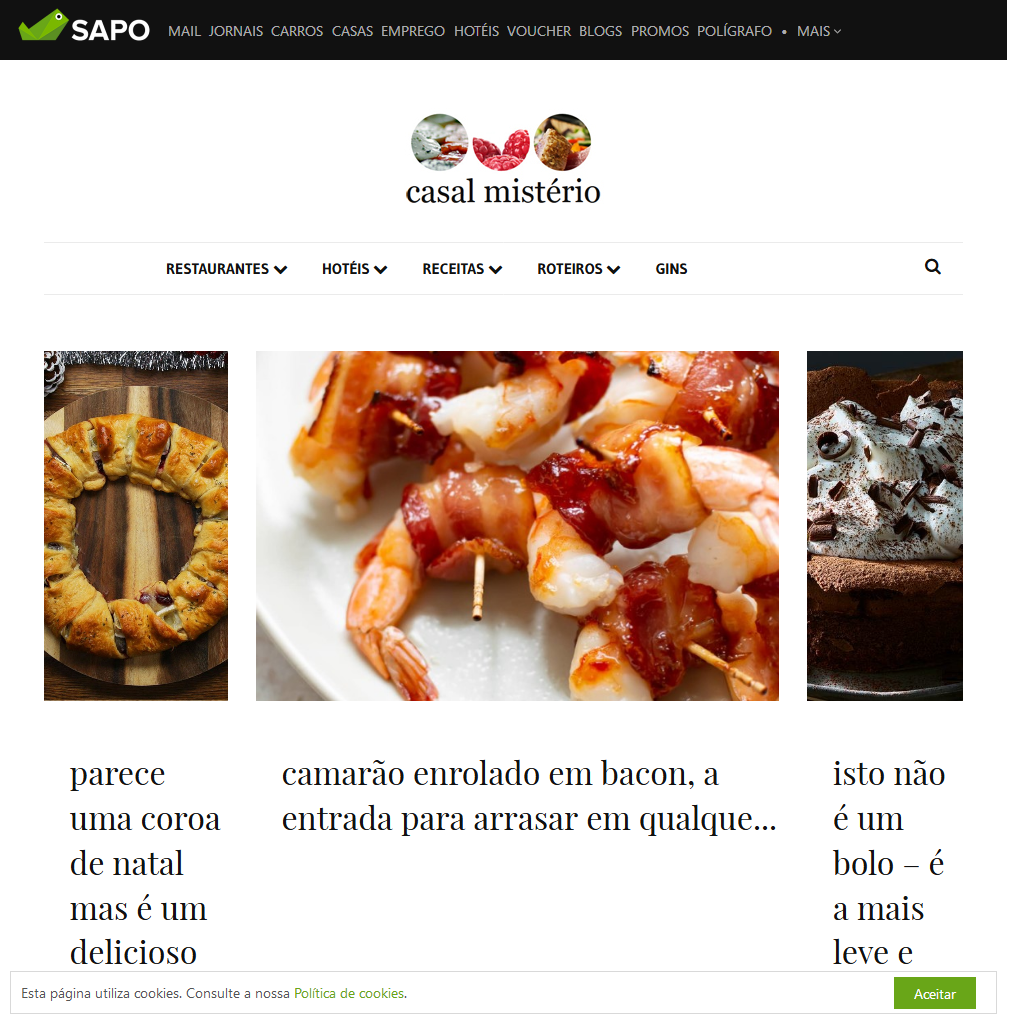 SAPO MAIL JORNAIS CARROS CASAS EMPREGO HOTÉIS VOUCHER BLOGS PROMOS POLÍGRAFO • MAIS
casal mistério
RESTAURANTES HOTÉIS RECEITAS ROTEIROS GINS
parece
uma coroa
de natal
mas é um
delicioso
camarão enrolado em bacon, a
entrada para arrasar em qualque...
isto não
é um
bolo – é
a mais
leve e
Esta página utiliza cookies. Consulte a nossa Política de cookies.
Aceitar